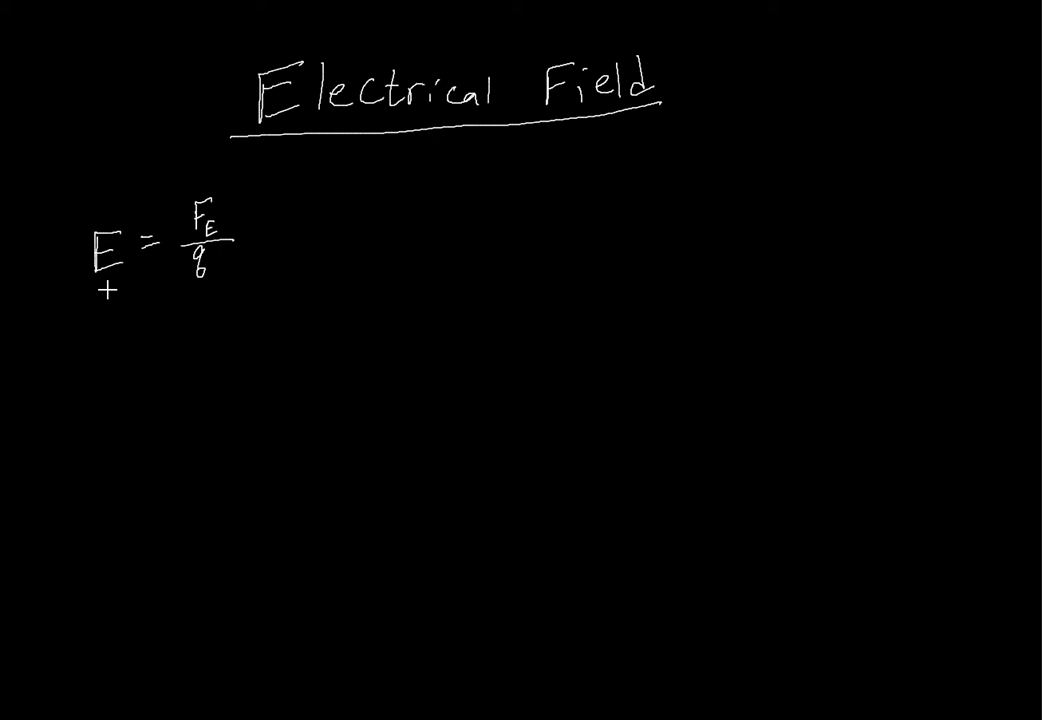 Electrical Field
E = F_E / q